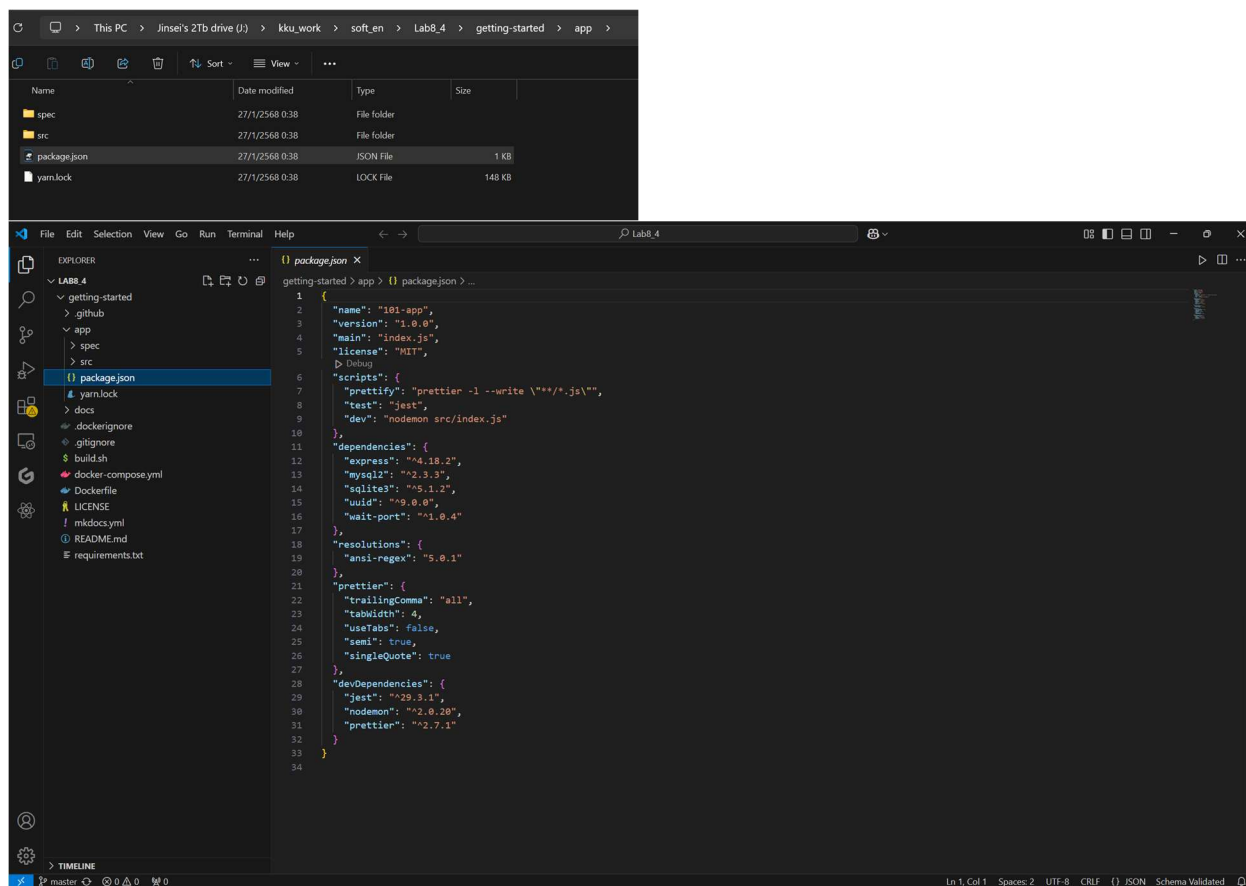 This PC > Jinsei's 2Tb drive (J:) > kku_work > soft_en > Lab8_4 > getting-started > app >
Sort View
Name Date modified Type Size
spec 27/1/2568 0:38 File folder
src 27/1/2568 0:38 File folder
package.json 27/1/2568 0:38 JSON File 1 KB
yarn.lock 27/1/2568 0:38 LOCK File 148 KB
File Edit Selection View Go Run Terminal Help Lab8_4
EXPLORER
LAB8_4
getting-started
.github
app
spec
src
{} package.json
yarn.lock
docs
.dockerignore
.gitignore
$ build.sh
docker-compose.yml
Dockerfile
LICENSE
! mkdocs.yml
README.md
requirements.txt
TIMELINE
{} package.json
getting-started > app > {} package.json > ...
1 {
2 "name": "101-app",
3 "version": "1.0.0",
4 "main": "index.js",
5 "license": "MIT",
Debug
6 "scripts": {
7 "prettify": "prettier -l --write \"**/*.js\"",
8 "test": "jest",
9 "dev": "nodemon src/index.js"
10 },
11 "dependencies": {
12 "express": "^4.18.2",
13 "mysql2": "^2.3.3",
14 "sqlite3": "^5.1.2",
15 "uuid": "^9.0.0",
16 "wait-port": "^1.0.4"
17 },
18 "resolutions": {
19 "ansi-regex": "5.0.1"
20 },
21 "prettier": {
22 "trailingComma": "all",
23 "tabWidth": 4,
24 "useTabs": false,
25 "semi": true,
26 "singleQuote": true
27 },
28 "devDependencies": {
29 "jest": "^29.3.1",
30 "nodemon": "^2.0.20",
31 "prettier": "^2.7.1"
32 }
33 }
34
master 0 0 0 Ln 1, Col 1 Spaces: 2 UTF-8 CRLF {} JSON Schema Validated